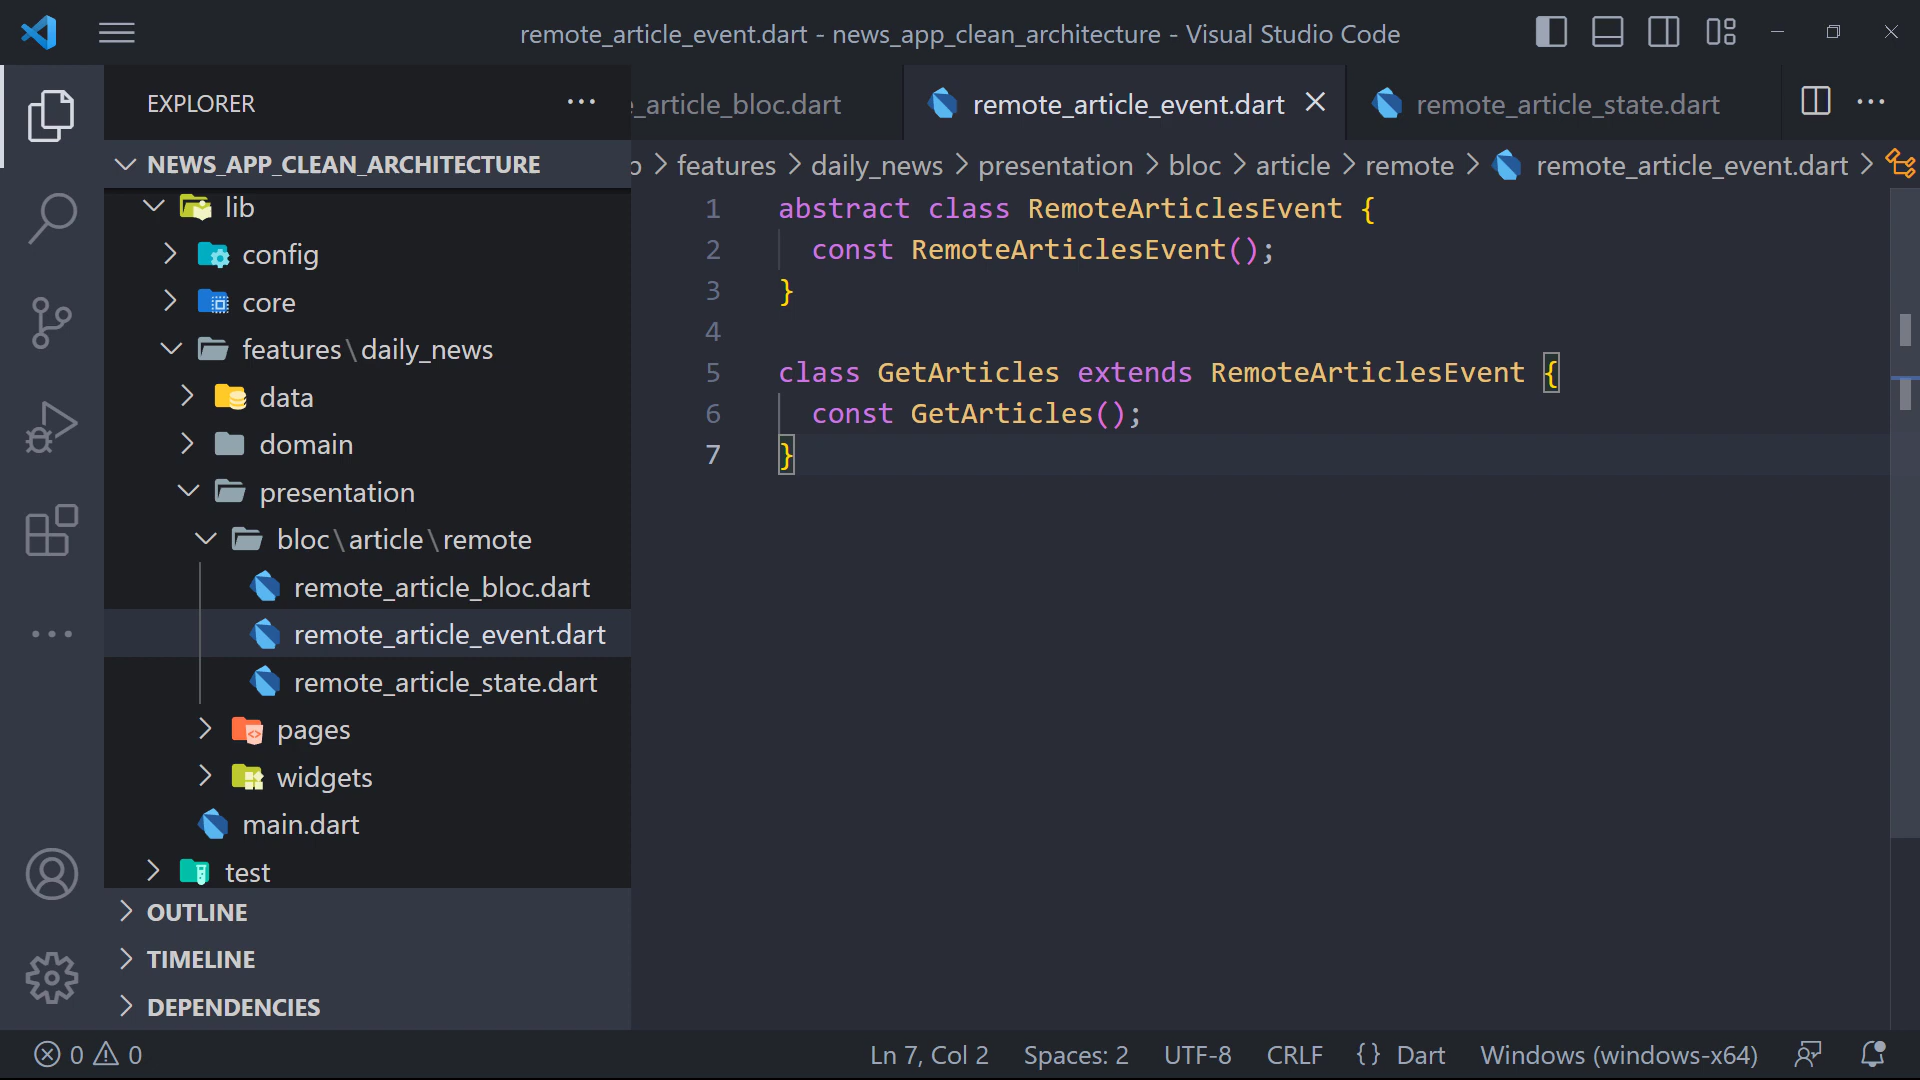 remote_article_event.dart - news_app_clean_architecture - Visual Studio Code
EXPLORER
_article_bloc.dart
remote_article_event.dart
remote_article_state.dart
NEWS_APP_CLEAN_ARCHITECTURE
features > daily_news > presentation > bloc > article > remote > remote_article_event.dart >
lib
config
core
features\daily_news
data
domain
presentation
bloc\article\remote
remote_article_bloc.dart
remote_article_event.dart
remote_article_state.dart
pages
widgets
main.dart
test
OUTLINE
TIMELINE
DEPENDENCIES
1 abstract class RemoteArticlesEvent {
2 const RemoteArticlesEvent();
3 }
4
5 class GetArticles extends RemoteArticlesEvent {
6 const GetArticles();
7 }
0 0
Ln 7, Col 2
Spaces: 2
UTF-8
CRLF
{} Dart
Windows (windows-x64)